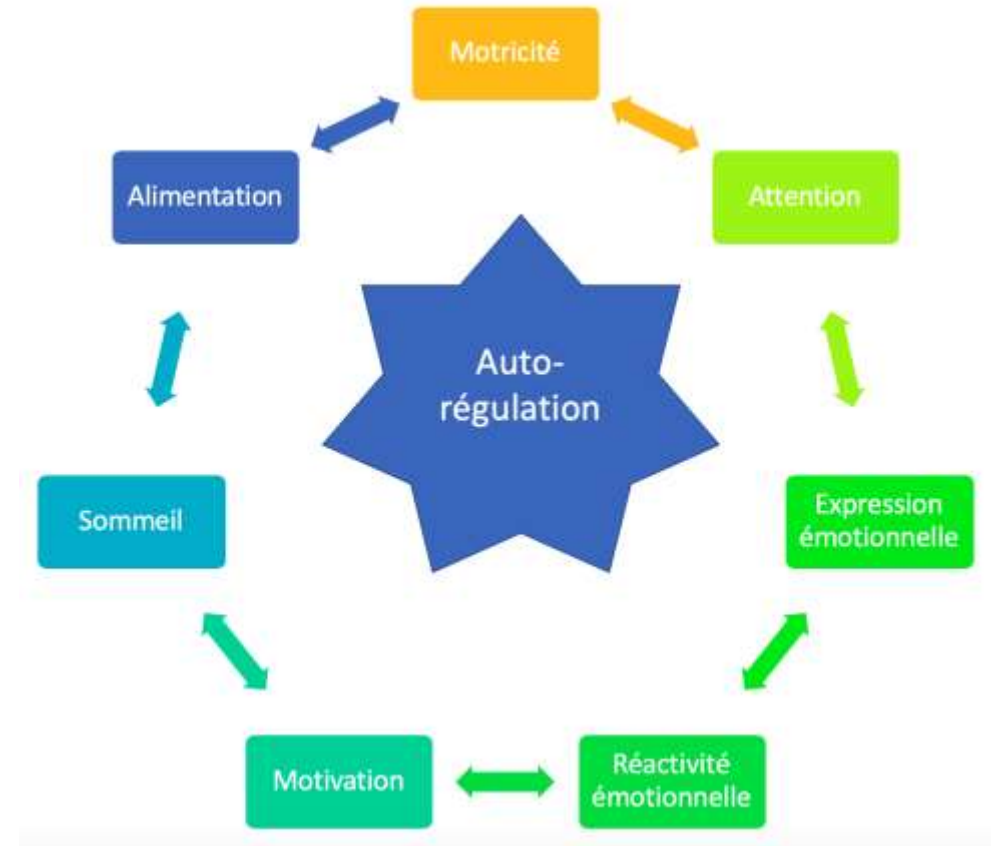 Motricité
Alimentation
Attention
Auto-
régulation
Sommeil
Expression
émotionnelle
Motivation
Réactivité
émotionnelle